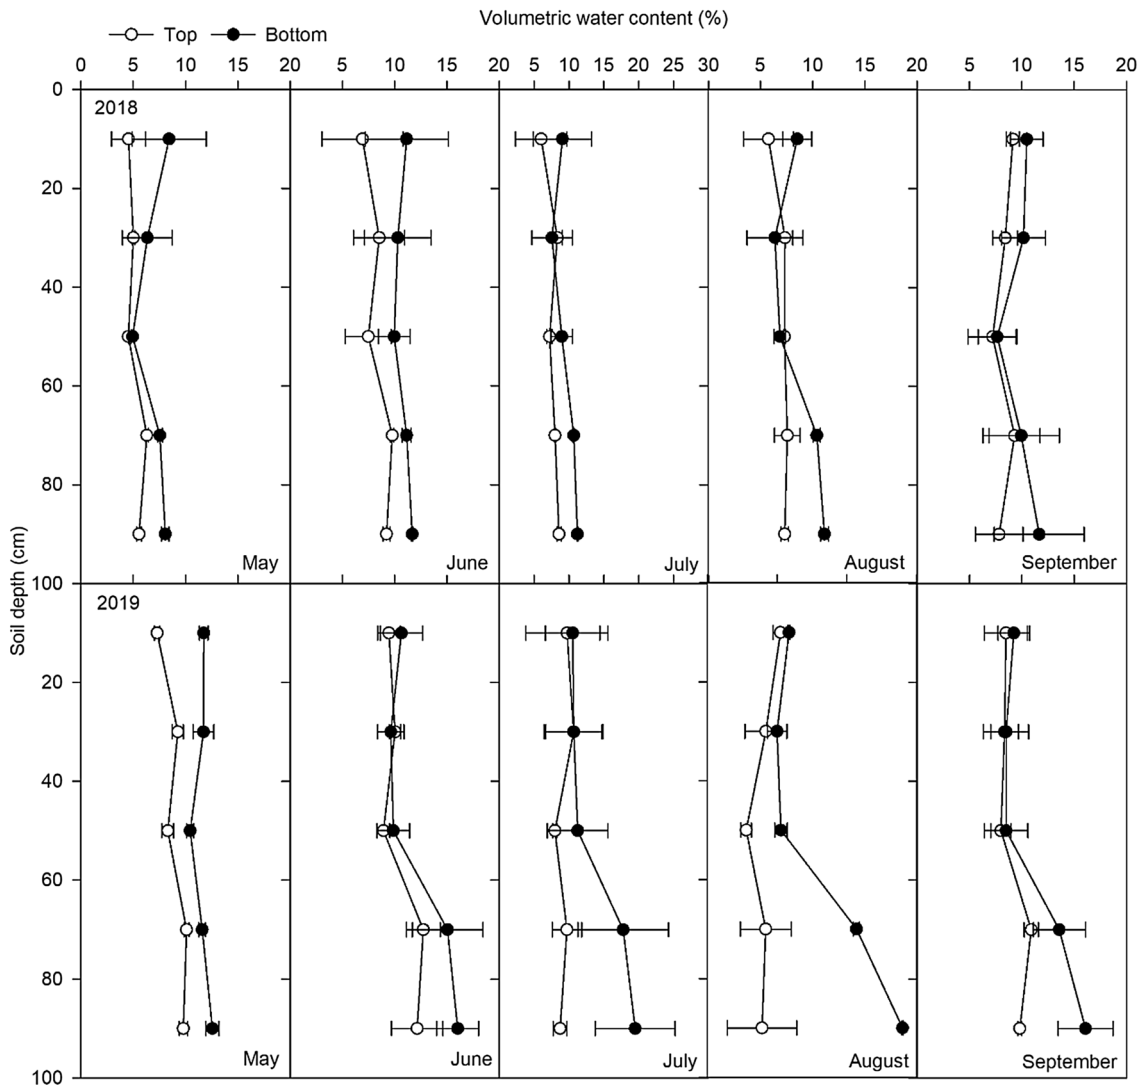 Volumetric water content (%)
Top Bottom
0 5 10 15 20 5 10 15 20 5 10 15 20 25 30 5 10 15 20 5 10 15 20
0
2018
20
40
60
80
May June July August September
100
Soil depth (cm)
2019
20
40
60
80
May June July August September
100